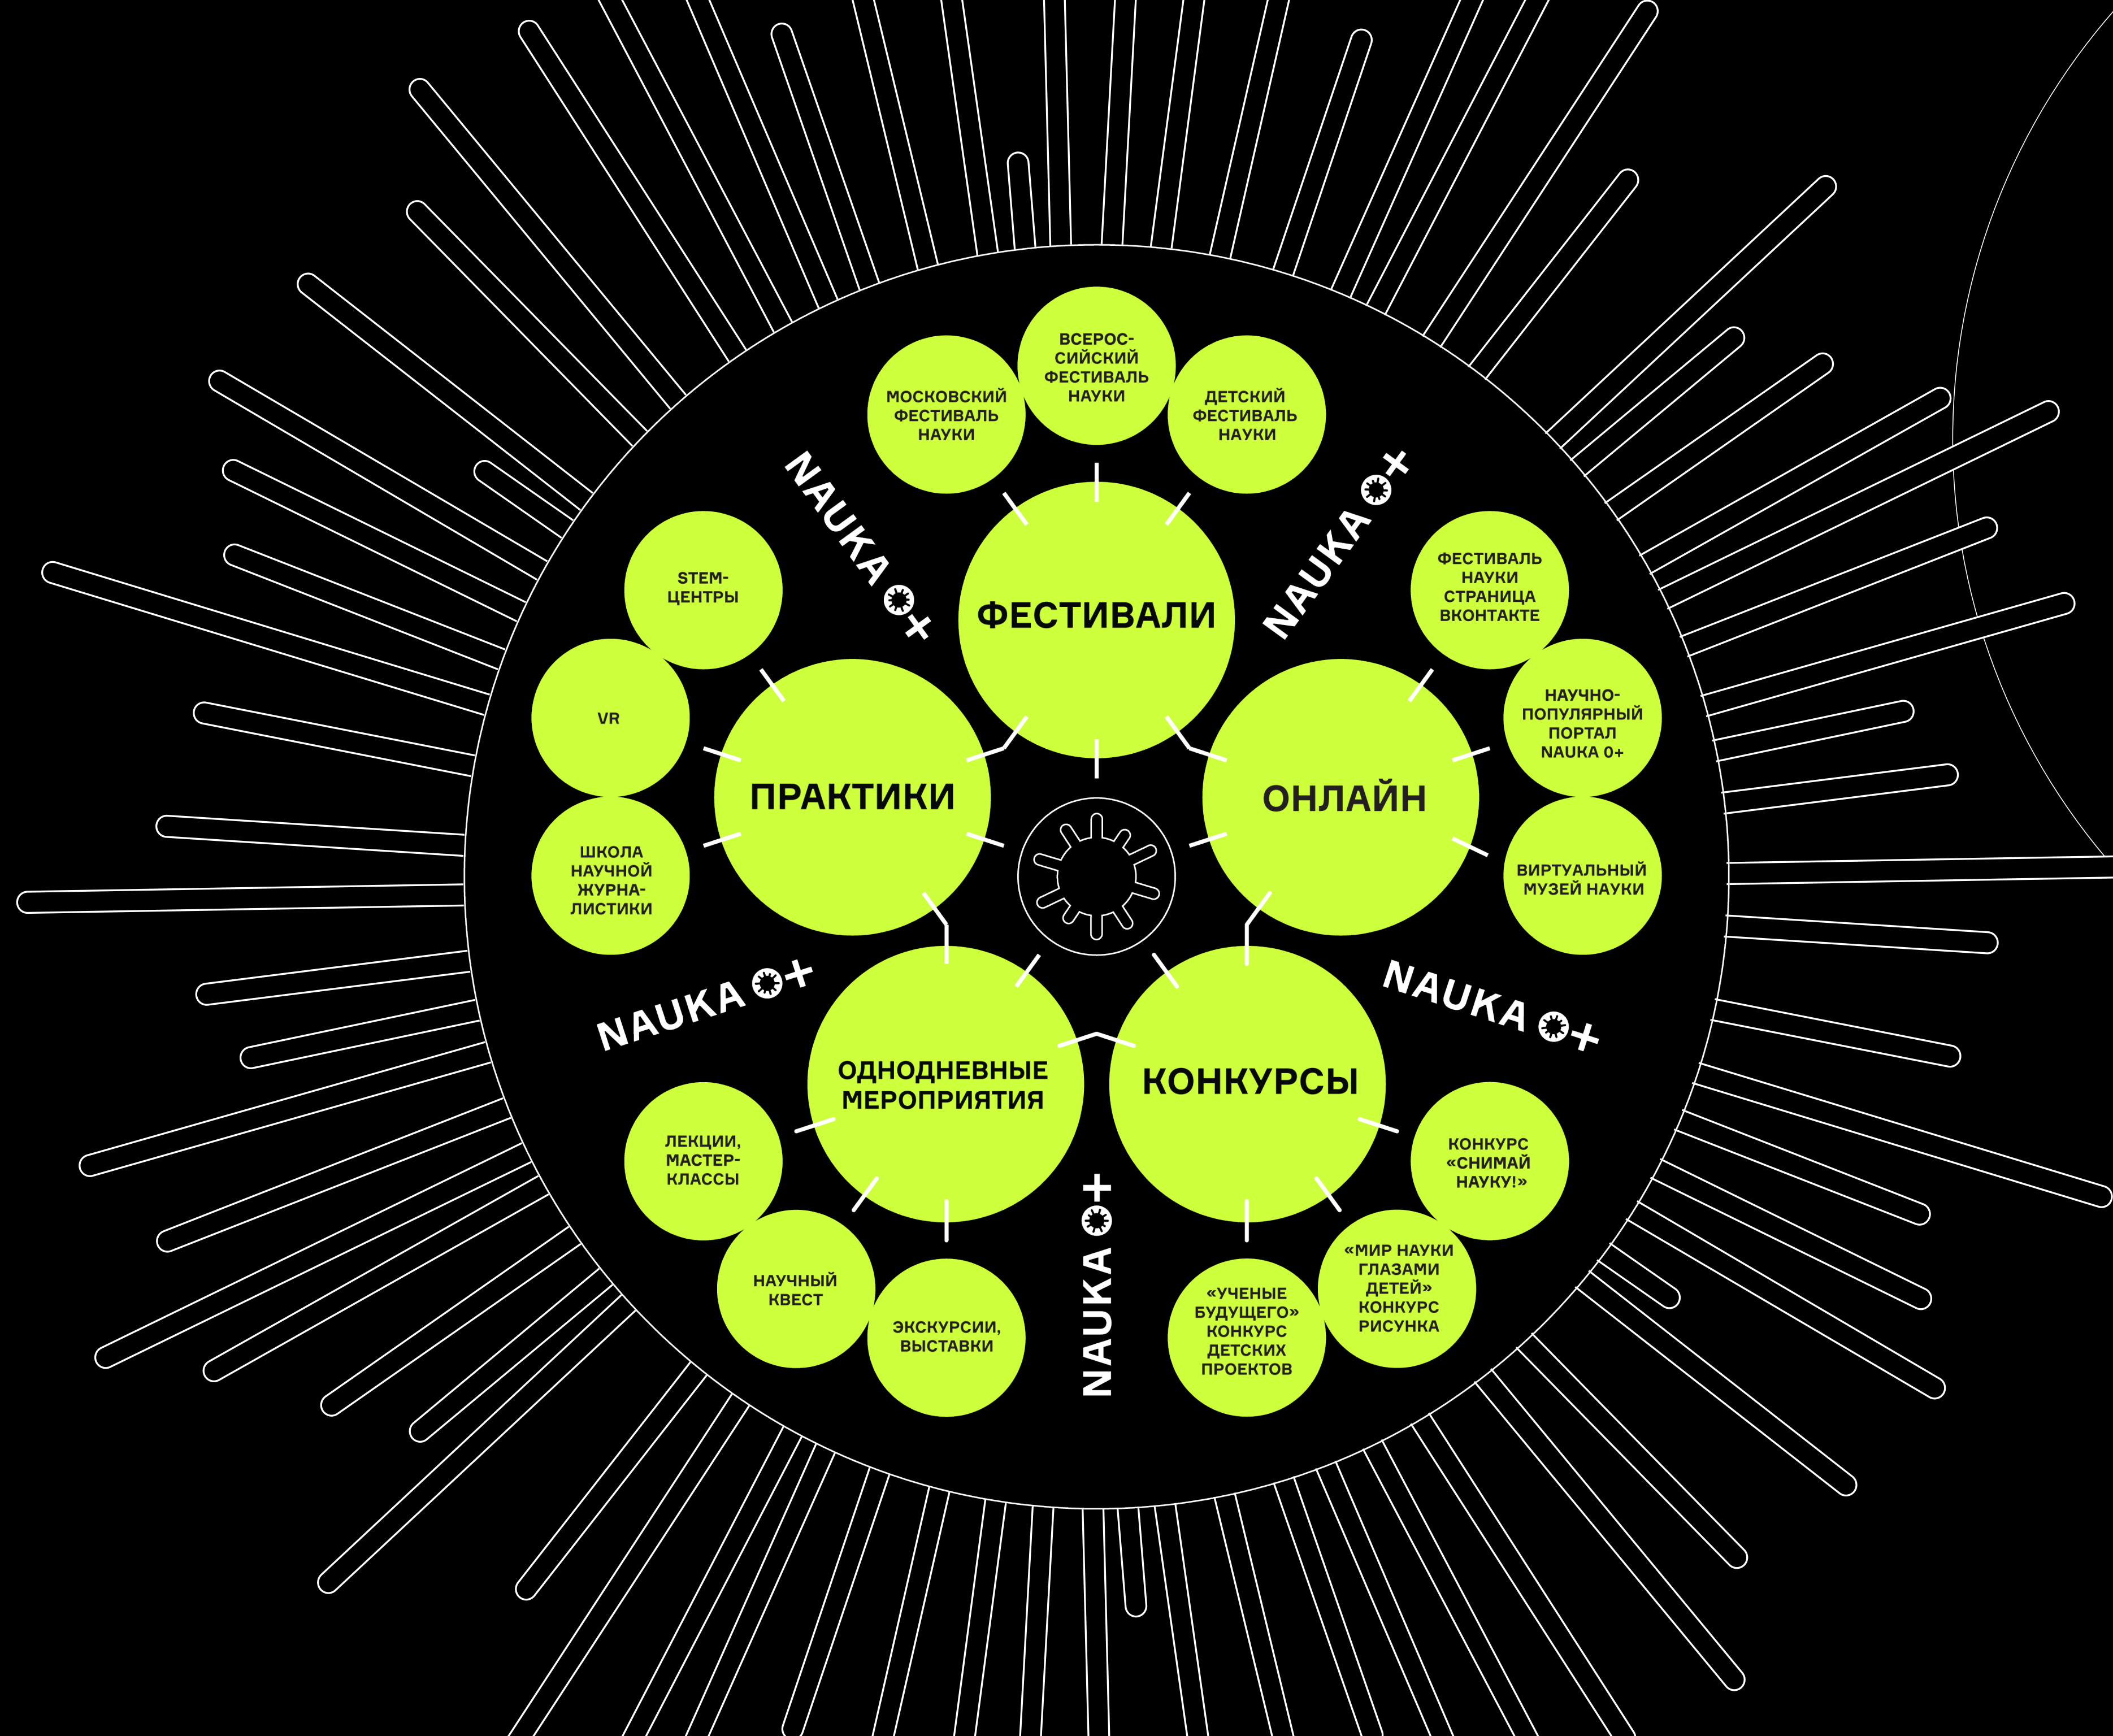 ВСЕРОС-
СИЙСКИЙ
ФЕСТИВАЛЬ
НАУКИ
МОСКОВСКИЙ
ФЕСТИВАЛЬ
НАУКИ
ДЕТСКИЙ
ФЕСТИВАЛЬ
НАУКИ
ФЕСТИВАЛИ
NAUKA 0+
NAUKA 0+
STEM-
ЦЕНТРЫ
VR
ШКОЛА
НАУЧНОЙ
ЖУРНА-
ЛИСТИКИ
ПРАКТИКИ
ОНЛАЙН
ФЕСТИВАЛЬ
НАУКИ
СТРАНИЦА
ВКОНТАКТЕ
НАУЧНО-
ПОПУЛЯРНЫЙ
ПОРТАЛ
NAUKA 0+
ВИРТУАЛЬНЫЙ
МУЗЕЙ НАУКИ
NAUKA 0+
NAUKA 0+
ОДНОДНЕВНЫЕ
МЕРОПРИЯТИЯ
ЛЕКЦИИ,
МАСТЕР-
КЛАССЫ
НАУЧНЫЙ
КВЕСТ
ЭКСКУРСИИ,
ВЫСТАВКИ
NAUKA 0+
КОНКУРСЫ
КОНКУРС
«СНИМАЙ
НАУКУ!»
«МИР НАУКИ
ГЛАЗАМИ
ДЕТЕЙ»
КОНКУРС
РИСУНКА
«УЧЕНЫЕ
БУДУЩЕГО»
КОНКУРС
ДЕТСКИХ
ПРОЕКТОВ